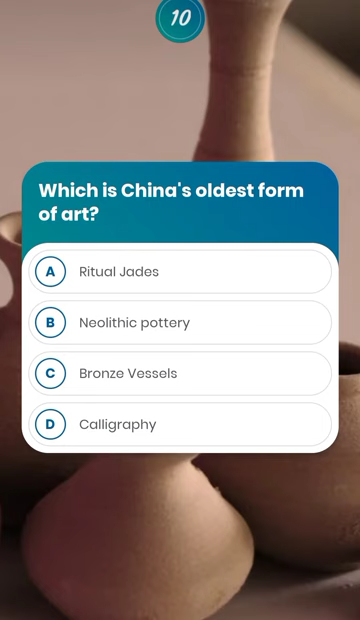 10
Which is China's oldest form
of art?
A Ritual Jades
B Neolithic pottery
C Bronze Vessels
D Calligraphy